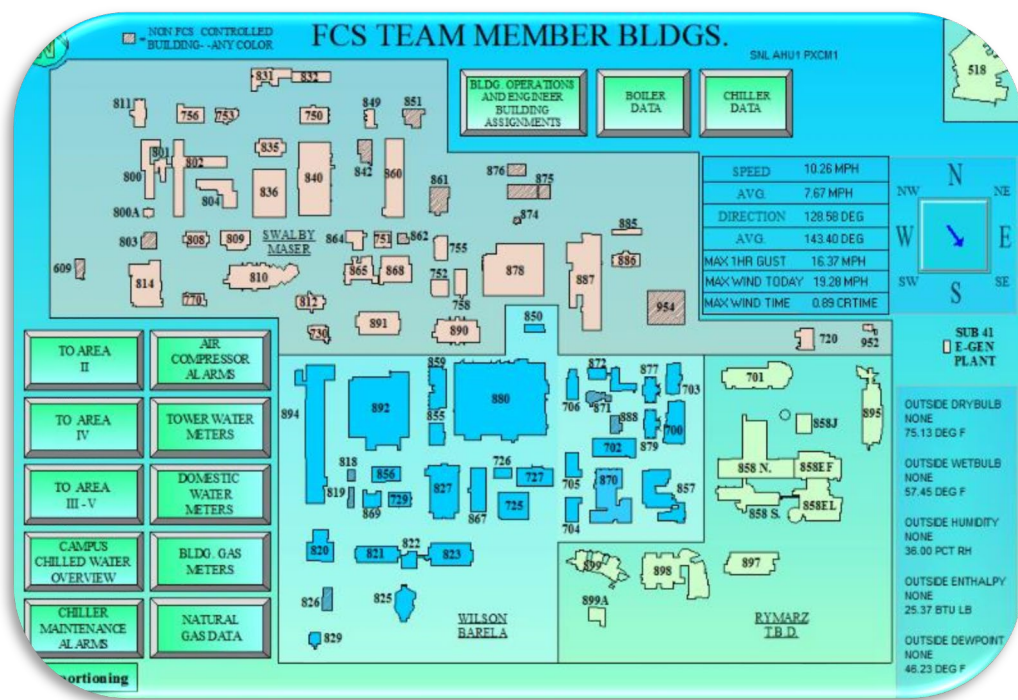 NON FCS CONTROLLED
BUILDING- -ANY COLOR
FCS TEAM MEMBER BLDGS.
SNL AHU1 PXCM1
518
BLDG. OPERATIONS
AND ENGINEER
BUILDING
ASSIGNMENTS
BOILER
DATA
CHILLER
DATA
831 832
811 756 753 750 849 851
801 802 835
800 804 836 840 842 860 861
876 875
874
800A
803 808 809 SWALBY
MASER
864 751 862 755
885
886
609 814 810 865 868 752 758 878 887
770 812 954
730 891 890 850
720 952
SPEED 10.26 MPH
AVG. 7.67 MPH
DIRECTION 128.58 DEG
AVG. 143.40 DEG
MAX 1HR GUST 16.37 MPH
MAX WIND TODAY 19.28 MPH
MAX WIND TIME 0.89 CRTIME
N
NW NE
W E
SW SE
S
SUB 41
E-GEN
PLANT
TO AREA
II
AIR
COMPRESSOR
ALARMS
TO AREA
IV
TOWER WATER
METERS
TO AREA
III - V
DOMESTIC
WATER
METERS
CAMPUS
CHILLED WATER
OVERVIEW
BLDG. GAS
METERS
CHILLER
MAINTENANCE
ALARMS
NATURAL
GAS DATA
859 872 877 703
894 892 880 706 871
855 888 700
879
702
818 856 726 727 705 870 857
819 869 729 827 867 725 704
820 821 822 823
826 825
829
WILSON
BARELA
701 895
858J
858 N. 858EF
858 S. 858EL
899 898 897
899A
RYMARZ
T.B.D.
OUTSIDE DRYBULB
NONE
75.13 DEG F
OUTSIDE WETBULB
NONE
57.45 DEG F
OUTSIDE HUMIDITY
NONE
36.00 PCT RH
OUTSIDE ENTHALPY
NONE
25.37 BTU LB
OUTSIDE DEWPOINT
NONE
46.23 DEG F